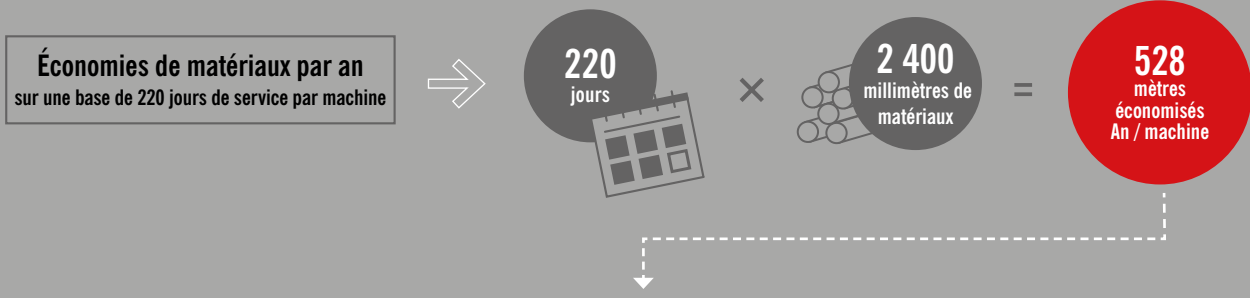 Économies de matériaux par an
sur une base de 220 jours de service par machine
220
jours
×
2 400
millimètres de
matériaux
=
528
mètres
économisés
An / machine